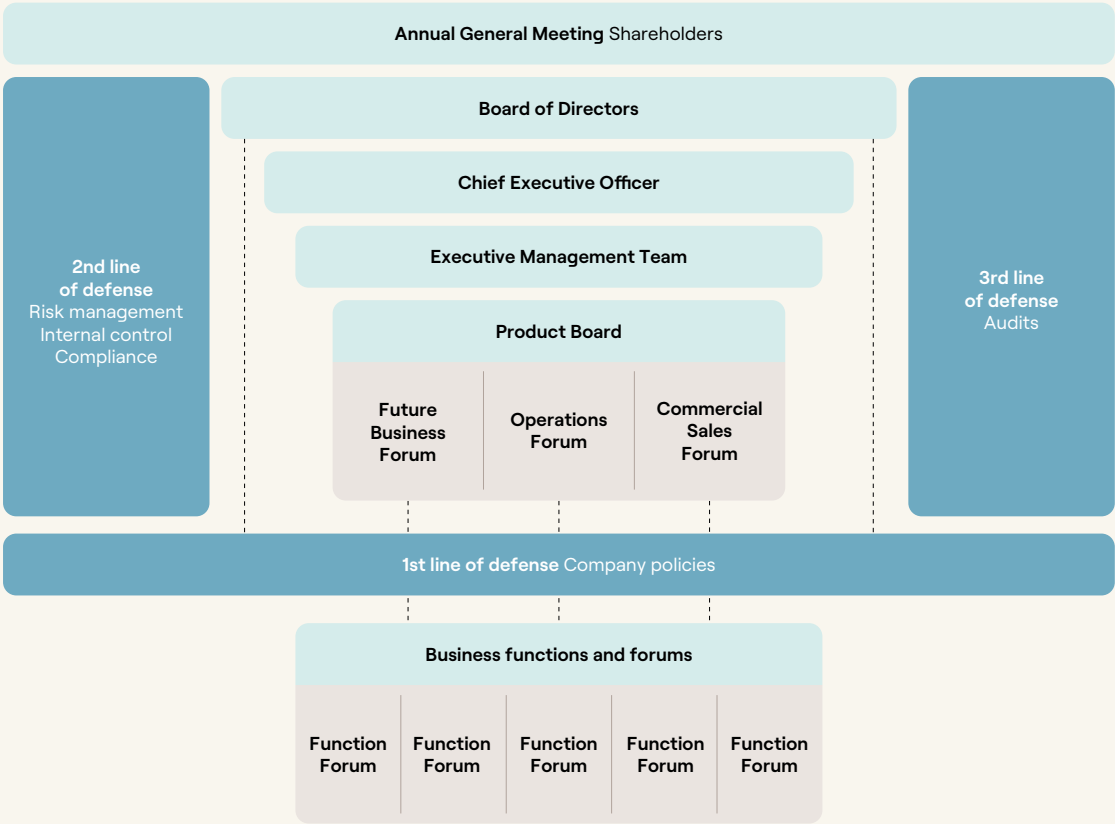 Annual General Meeting Shareholders
Board of Directors
Chief Executive Officer
Executive Management Team
2nd line
of defense
Risk management
Internal control
Compliance
3rd line
of defense
Audits
Product Board
Future
Business
Forum
Operations
Forum
Commercial
Sales
Forum
1st line of defense Company policies
Business functions and forums
Function
Forum
Function
Forum
Function
Forum
Function
Forum
Function
Forum